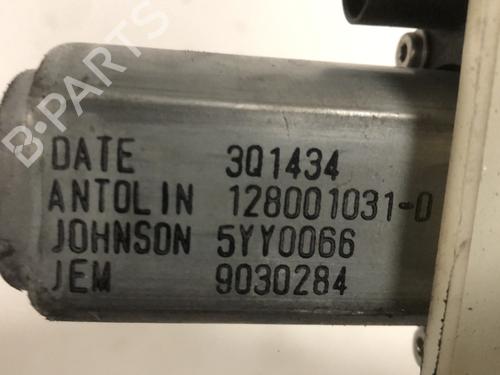 B-PARTS
DATE 3Q1434
ANTOLIN 128001031-0
JOHNSON 5YY0066
JEM 9030284